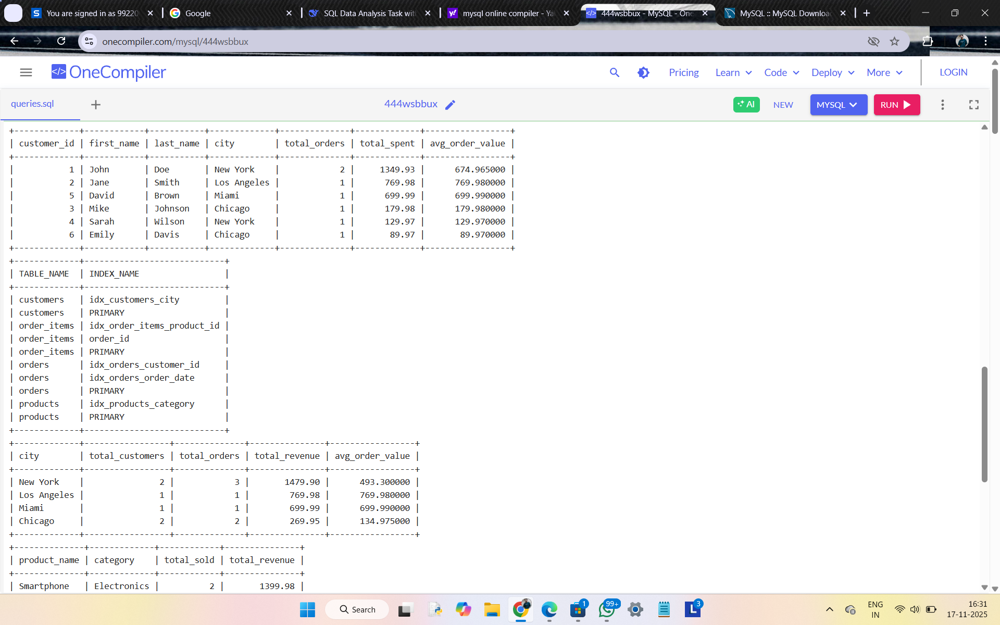 You are signed in as 99220
Google
SQL Data Analysis Task with
mysql online compiler - Ya
444wsbbux - MySQL - One
MySQL :: MySQL Downloa
onecompiler.com/mysql/444wsbbux
</> OneCompiler
Pricing
Learn
Code
Deploy
More
LOGIN
queries.sql
+
444wsbbux
AI
NEW
MYSQL
RUN
+-------------+------------+-----------+-------------+--------------+-------------+-----------------+
| customer_id | first_name | last_name | city        | total_orders | total_spent | avg_order_value |
+-------------+------------+-----------+-------------+--------------+-------------+-----------------+
|           1 | John       | Doe       | New York    |            2 |     1349.93 |      674.965000 |
|           2 | Jane       | Smith     | Los Angeles |            1 |      769.98 |      769.980000 |
|           5 | David      | Brown     | Miami       |            1 |      699.99 |      699.990000 |
|           3 | Mike       | Johnson   | Chicago     |            1 |      179.98 |      179.980000 |
|           4 | Sarah      | Wilson    | New York    |            1 |      129.97 |      129.970000 |
|           6 | Emily      | Davis     | Chicago     |            1 |       89.97 |       89.970000 |
+-------------+------------+-----------+-------------+--------------+-------------+-----------------+
+-------------+----------------------------+
| TABLE_NAME  | INDEX_NAME                 |
+-------------+----------------------------+
| customers   | idx_customers_city         |
| customers   | PRIMARY                    |
| order_items | idx_order_items_product_id |
| order_items | order_id                   |
| order_items | PRIMARY                    |
| orders      | idx_orders_customer_id     |
| orders      | idx_orders_order_date      |
| orders      | PRIMARY                    |
| products    | idx_products_category      |
| products    | PRIMARY                    |
+-------------+----------------------------+
+-------------+-----------------+--------------+---------------+-----------------+
| city        | total_customers | total_orders | total_revenue | avg_order_value |
+-------------+-----------------+--------------+---------------+-----------------+
| New York    |               2 |            3 |       1479.90 |      493.300000 |
| Los Angeles |               1 |            1 |        769.98 |      769.980000 |
| Miami       |               1 |            1 |        699.99 |      699.990000 |
| Chicago     |               2 |            2 |        269.95 |      134.975000 |
+-------------+-----------------+--------------+---------------+-----------------+
+--------------+-------------+------------+---------------+
| product_name | category    | total_sold | total_revenue |
+--------------+-------------+------------+---------------+
| Smartphone   | Electronics |          2 |       1399.98 |
Search
1
99+
L 3
ENG
IN
16:31
17-11-2025